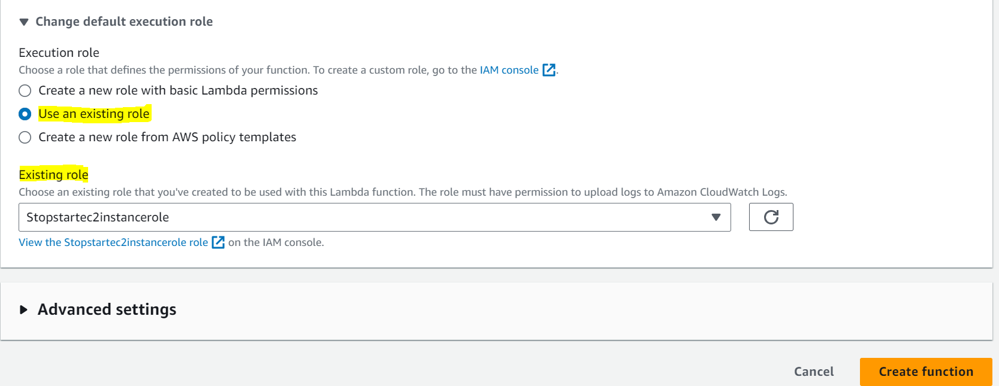 Change default execution role
Execution role
Choose a role that defines the permissions of your function. To create a custom role, go to the IAM console.
Create a new role with basic Lambda permissions
Use an existing role
Create a new role from AWS policy templates
Existing role
Choose an existing role that you've created to be used with this Lambda function. The role must have permission to upload logs to Amazon CloudWatch Logs.
Stopstartec2instancerole
View the Stopstartec2instancerole role on the IAM console.
Advanced settings
Cancel Create function